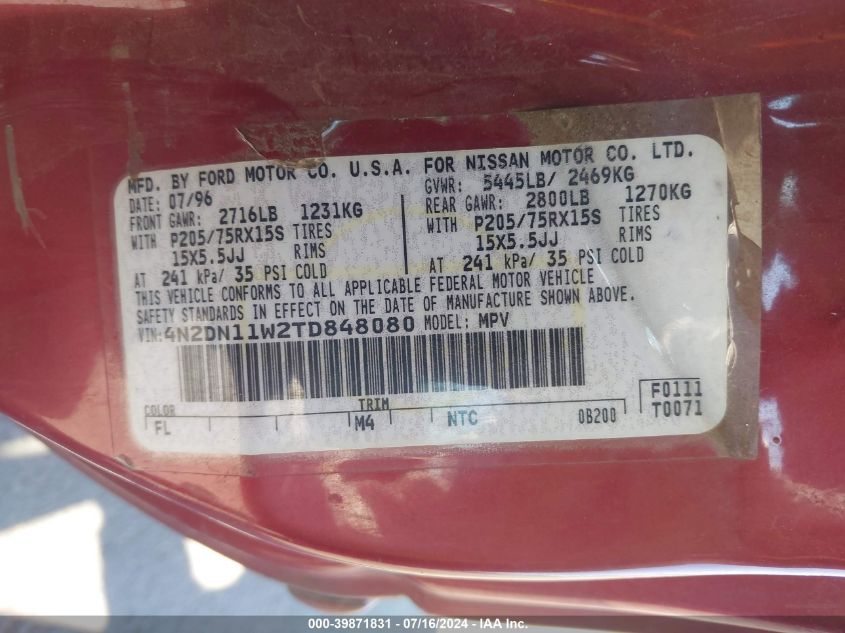 MFD. BY FORD MOTOR CO. U.S.A. FOR NISSAN MOTOR CO. LTD.
DATE: 07/96 GVWR: 5445LB/ 2469KG
FRONT GAWR: 2716LB 1231KG REAR GAWR: 2800LB 1270KG
WITH P205/75RX15S TIRES WITH P205/75RX15S TIRES
15X5.5JJ RIMS 15X5.5JJ RIMS
AT 241 kPa/ 35 PSI COLD AT 241 kPa/ 35 PSI COLD
THIS VEHICLE CONFORMS TO ALL APPLICABLE FEDERAL MOTOR VEHICLE
SAFETY STANDARDS IN EFFECT ON THE DATE OF MANUFACTURE SHOWN ABOVE.
VIN:4N2DN11W2TD848080 MODEL: MPV
COLOR TRIM F0111
FL M4 NTC 0B200 T0071
000-39871831 - 07/16/2024 - IAA, Inc.